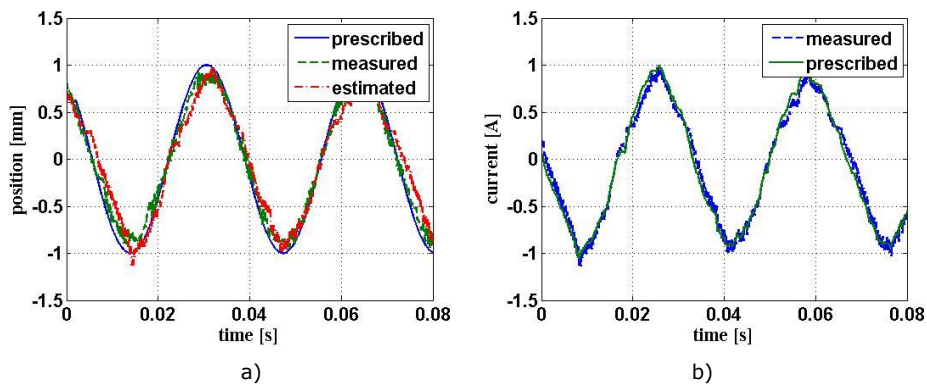 1.5
1
0.5
0
-0.5
-1
-1.5
position [mm]
prescribed
measured
estimated
0 0.02 0.04 0.06 0.08
time [s]
a)
1.5
1
0.5
0
-0.5
-1
-1.5
current [A]
measured
prescribed
0 0.02 0.04 0.06 0.08
time [s]
b)